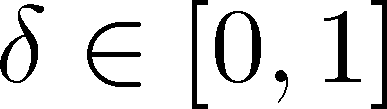 δ ∈ [0, 1]